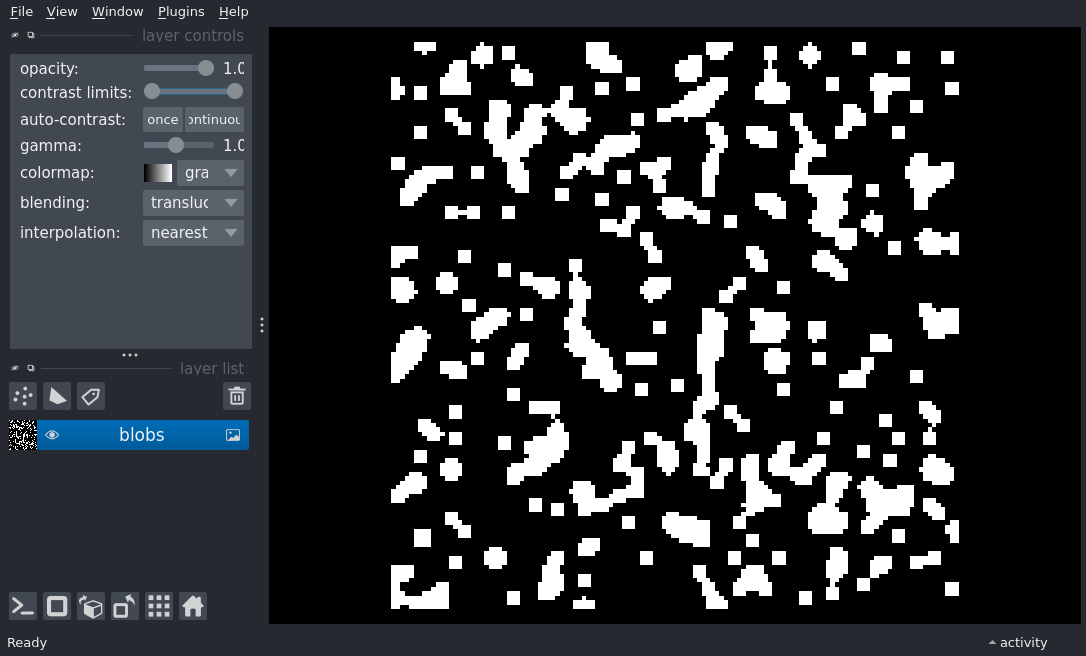 File View Window Plugins Help
layer controls
opacity: 1.0
contrast limits:
auto-contrast: once ontinuou
gamma: 1.0
colormap: gra
blending: transluc
interpolation: nearest
layer list
blobs
Ready
activity